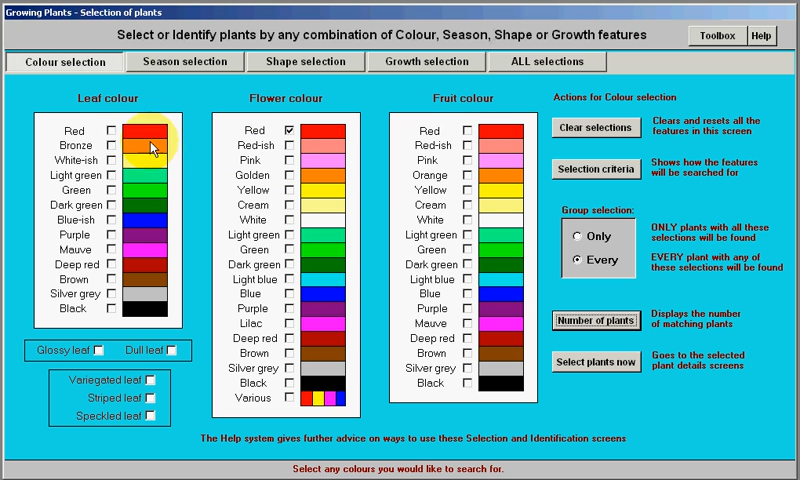 Growing Plants - Selection of plants
Select or Identify plants by any combination of Colour, Season, Shape or Growth features
Toolbox
Help
Colour selection
Season selection
Shape selection
Growth selection
ALL selections
Leaf colour
Red
Bronze
White-ish
Light green
Green
Dark green
Blue-ish
Purple
Mauve
Deep red
Brown
Silver grey
Black
Glossy leaf
Dull leaf
Variegated leaf
Striped leaf
Speckled leaf
Flower colour
Red
Red-ish
Pink
Golden
Yellow
Cream
White
Light green
Green
Dark green
Light blue
Blue
Purple
Lilac
Deep red
Brown
Silver grey
Black
Various
Fruit colour
Red
Red-ish
Pink
Orange
Yellow
Cream
White
Light green
Green
Dark green
Light blue
Blue
Purple
Mauve
Deep red
Brown
Silver grey
Black
Actions for Colour selection
Clear selections
Clears and resets all the
features in this screen
Selection criteria
Shows how the features
will be searched for
Group selection:
Only
Every
ONLY plants with all these
selections will be found
EVERY plant with any of
these selections will be found
Number of plants
Displays the number
of matching plants
Select plants now
Goes to the selected
plant details screens
The Help system gives further advice on ways to use these Selection and Identification screens
Select any colours you would like to search for.